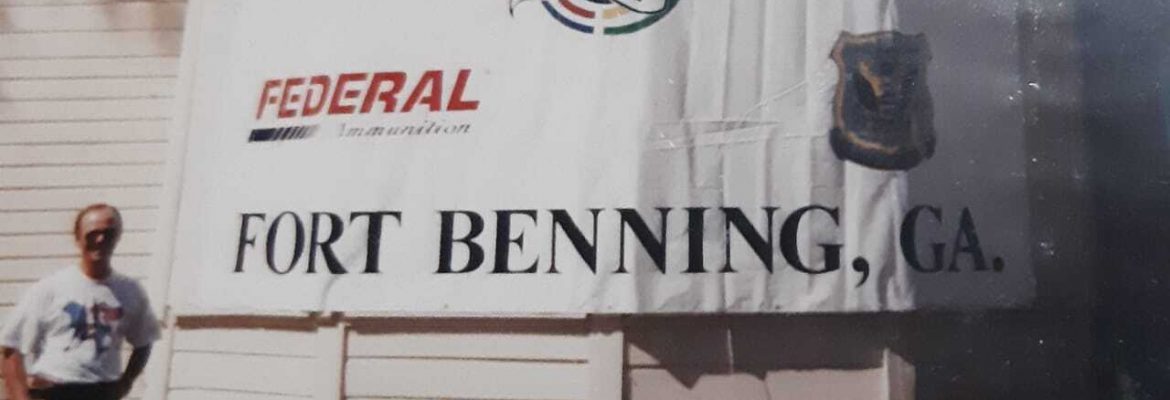 FEDERAL
Ammunition
FORT BENNING, GA.